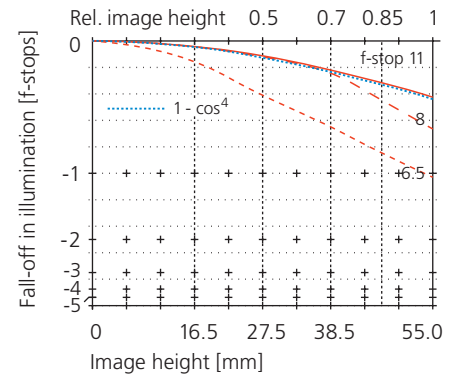 Rel. image height 0.5 0.7 0.85 1
0
f-stop 11
1 - cos4
8
-1
6.5
-2
-3
-4
-5
Fall-off in illumination [f-stops]
0 16.5 27.5 38.5 55.0
Image height [mm]